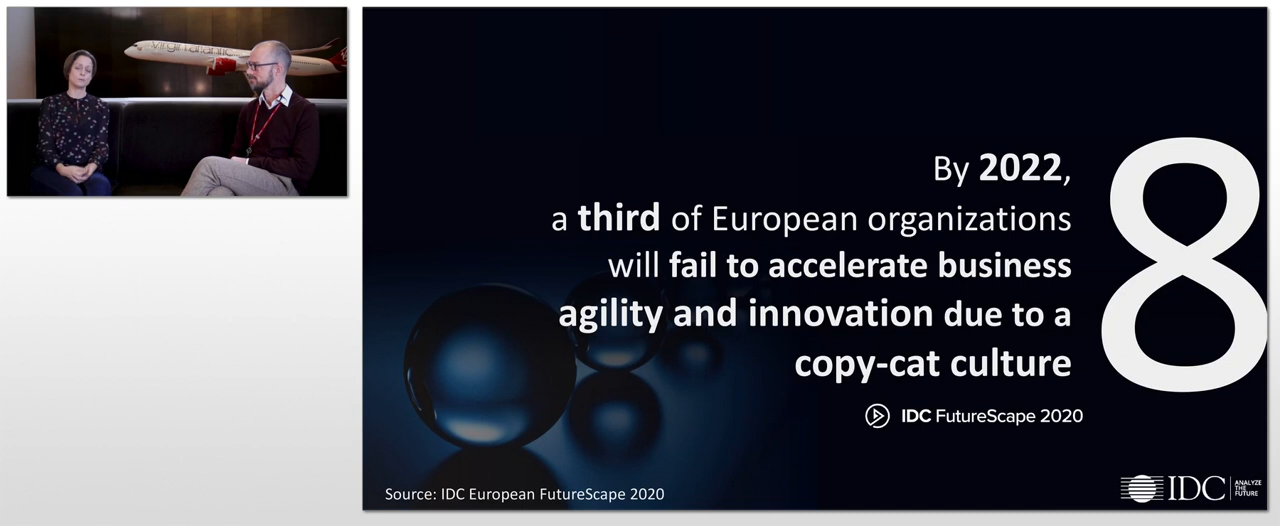 virgin atlantic
By 2022,
a third of European organizations
will fail to accelerate business
agility and innovation due to a
copy-cat culture
8
IDC FutureScape 2020
Source: IDC European FutureScape 2020
IDC
ANALYZE
THE
FUTURE